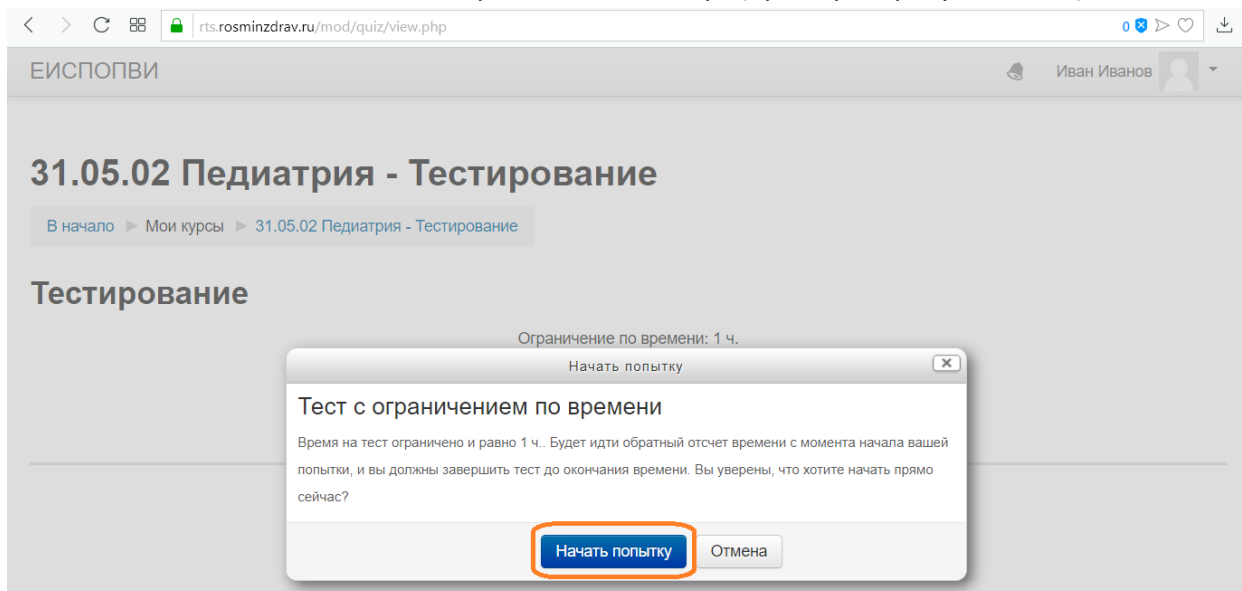 rts.rosminzdrav.ru/mod/quiz/view.php
0
ЕИСПОПВИ
Иван Иванов
31.05.02 Педиатрия - Тестирование
В начало ► Мои курсы ► 31.05.02 Педиатрия - Тестирование
Тестирование
Ограничение по времени: 1 ч.
Начать попытку
Тест с ограничением по времени
Время на тест ограничено и равно 1 ч.. Будет идти обратный отсчет времени с момента начала вашей
попытки, и вы должны завершить тест до окончания времени. Вы уверены, что хотите начать прямо
сейчас?
Начать попытку
Отмена